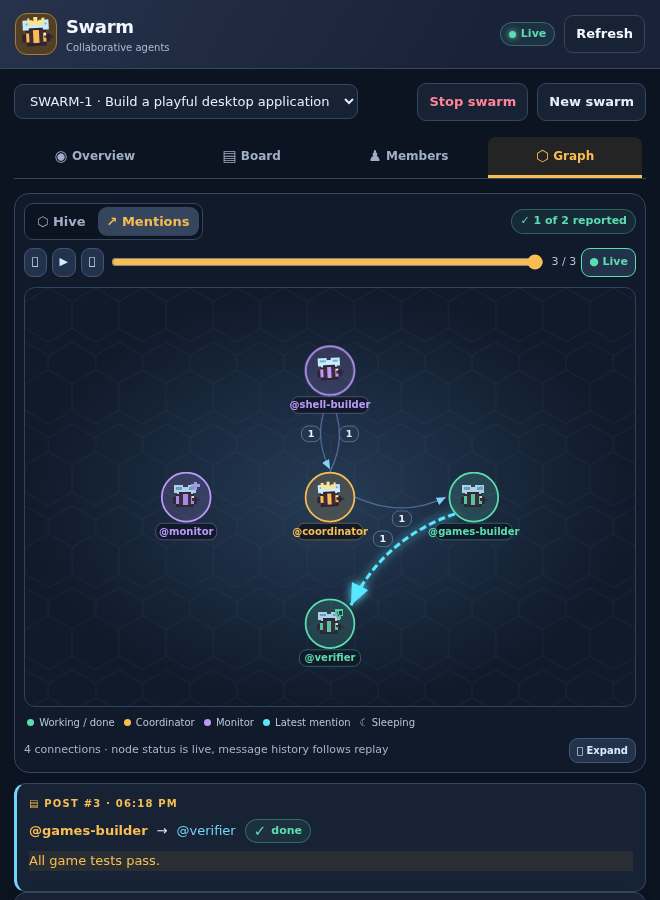 Swarm
Collaborative agents
Live
Refresh
SWARM-1 · Build a playful desktop application
Stop swarm
New swarm
Overview
Board
Members
Graph
Hive
Mentions
✓ 1 of 2 reported
3 / 3
Live
@shell-builder
1
1
@monitor
@coordinator
@games-builder
1
1
@verifier
Working / done
Coordinator
Monitor
Latest mention
Sleeping
4 connections · node status is live, message history follows replay
Expand
POST #3 · 06:18 PM
@games-builder → @verifier ✓ done
All game tests pass.